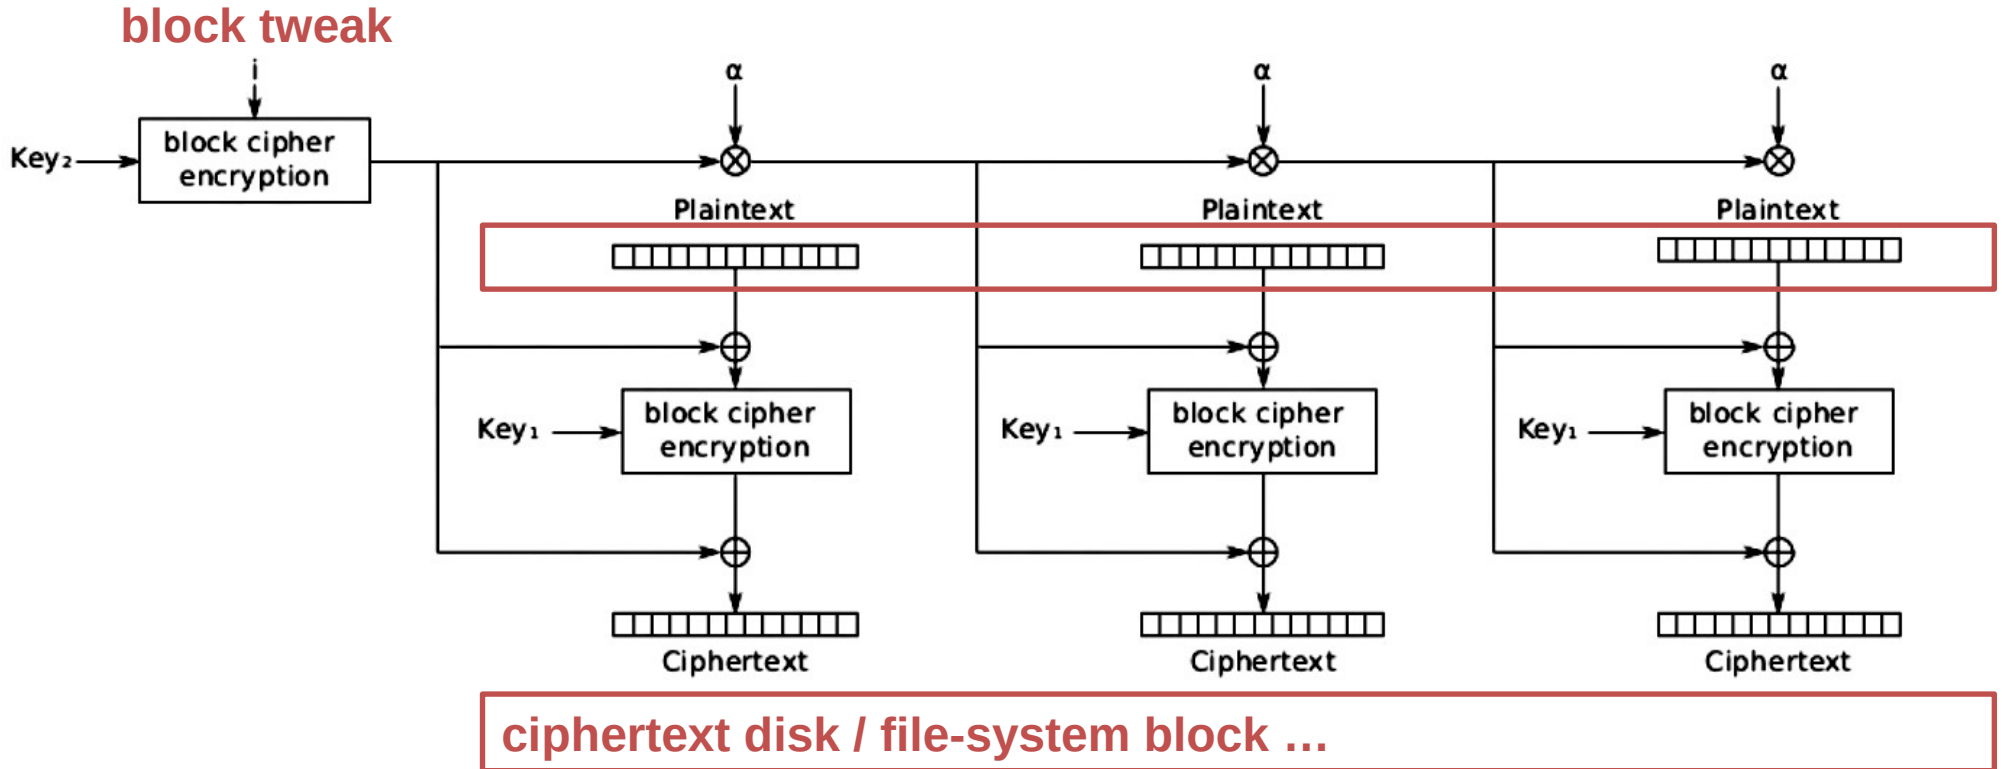 block tweak
i
α
α
α
Key₂
block cipher
encryption
Plaintext
Plaintext
Plaintext
Key₁
block cipher
encryption
Key₁
block cipher
encryption
Key₁
block cipher
encryption
Ciphertext
Ciphertext
Ciphertext
ciphertext disk / file-system block ...